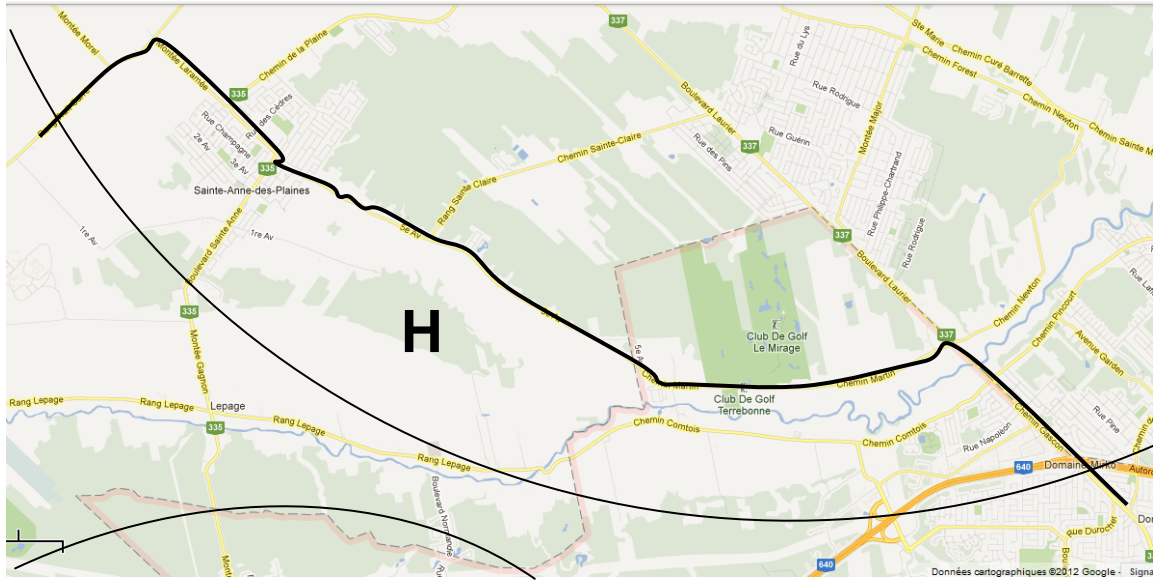 Montée Morel
337
Ste Marie
Chemin Curé Barrette
Montée Laramée
Chemin de la Plaine
Rue du Lys
Chemin Forest
335
Boulevard Laurier
Rue Rodrigue
Chemin Newton
Rue des Cèdres
Rue Champagne
Montée Major
Chemin Sainte M
2e Av
Rue Guérin
3e Av
337
Chemin Sainte-Claire
Rue des Pins
335
Sainte-Anne-des-Plaines
Rang Sainte Claire
Rue Philippe-Chartrand
1re Av
1re Av
5e Av
337
Rue Rodrigue
Boulevard Sainte Anne
Boulevard Laurier
Chemin Newton
Chemin Pincourt
335
H
5e Av
337
Avenue Garden
Club De Golf
Le Mirage
Montée Gagnon
5e A
Chemin Martin
Chemin Martin
Rang Lepage
Rang Lepage
Lepage
Club De Golf
Terrebonne
Rang Lepage
Chemin Comtois
Chemin Comtois
Chemin Gascon
Rue Pine
335
Rue Napoléon
Rang Lepage
640
Domaine Mirko
Autoro
Boulevard Normandie
Rue Durocher
640
Données cartographiques ©2012 Google - Signa